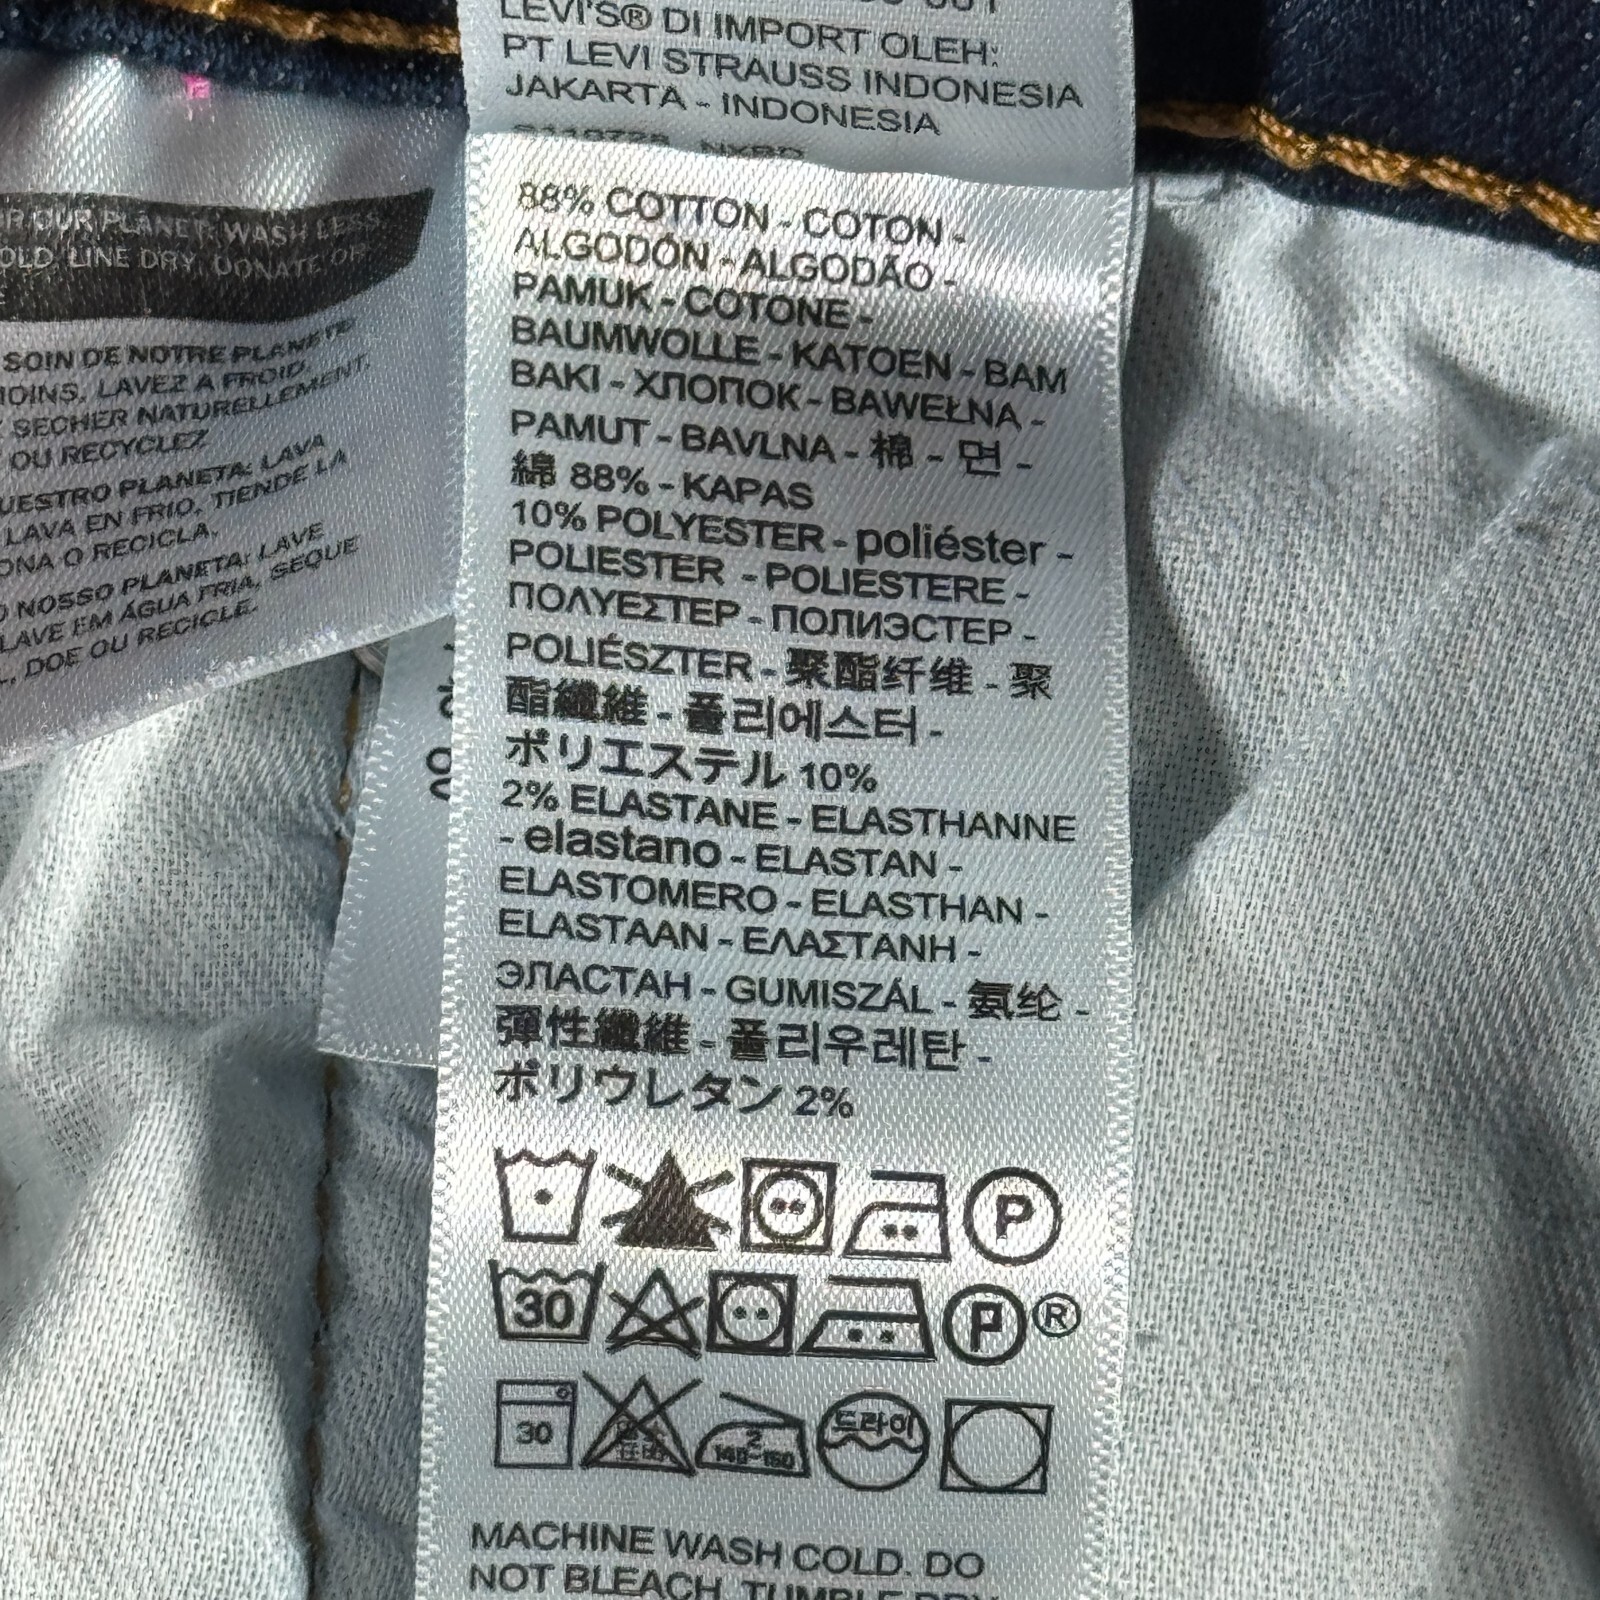 LEVI'S® DI IMPORT OLEH:
PT LEVI STRAUSS INDONESIA
JAKARTA - INDONESIA
88% COTTON - COTON -
ALGODÓN - ALGODÃO -
PAMUK - COTONE -
BAUMWOLLE - KATOEN - BAM
BAKI - ХЛОПОК - BAWEŁNA -
PAMUT - BAVLNA - 棉 - 면 -
綿 88% - KAPAS
10% POLYESTER - poliéster -
POLIESTER - POLIESTERE -
ΠΟΛΥΕΣΤΕΡ - ПОЛИЭСТЕР -
POLIÉSZTER - 聚酯纤维 - 聚
酯纖維 - 폴리에스터 -
ポリエステル 10%
2% ELASTANE - ELASTHANNE
- elastano - ELASTAN -
ELASTOMERO - ELASTHAN -
ELASTAAN - ΕΛΑΣΤΑΝΗ -
ЭЛАСТАН - GUMISZÁL - 氨纶 -
彈性纖維 - 폴리우레탄 -
ポリウレタン 2%
P
30 P ®
30 2 140~160 드라이
MACHINE WASH COLD. DO
NOT BLEACH. TUMBLE DRY
OUR PLANET: WASH LESS,
LINE DRY, DONATE OR
SOIN DE NOTRE PLANÈTE:
LAVEZ À FROID,
SÉCHER NATURELLEMENT,
OU RECYCLEZ
PLANETA: LAVA
LAVA EN FRÍO, TIENDE LA
O RECICLA.
NOSSO PLANETA: LAVE
LAVE EM ÁGUA FRIA, SEQUE
DOE OU RECICLE.